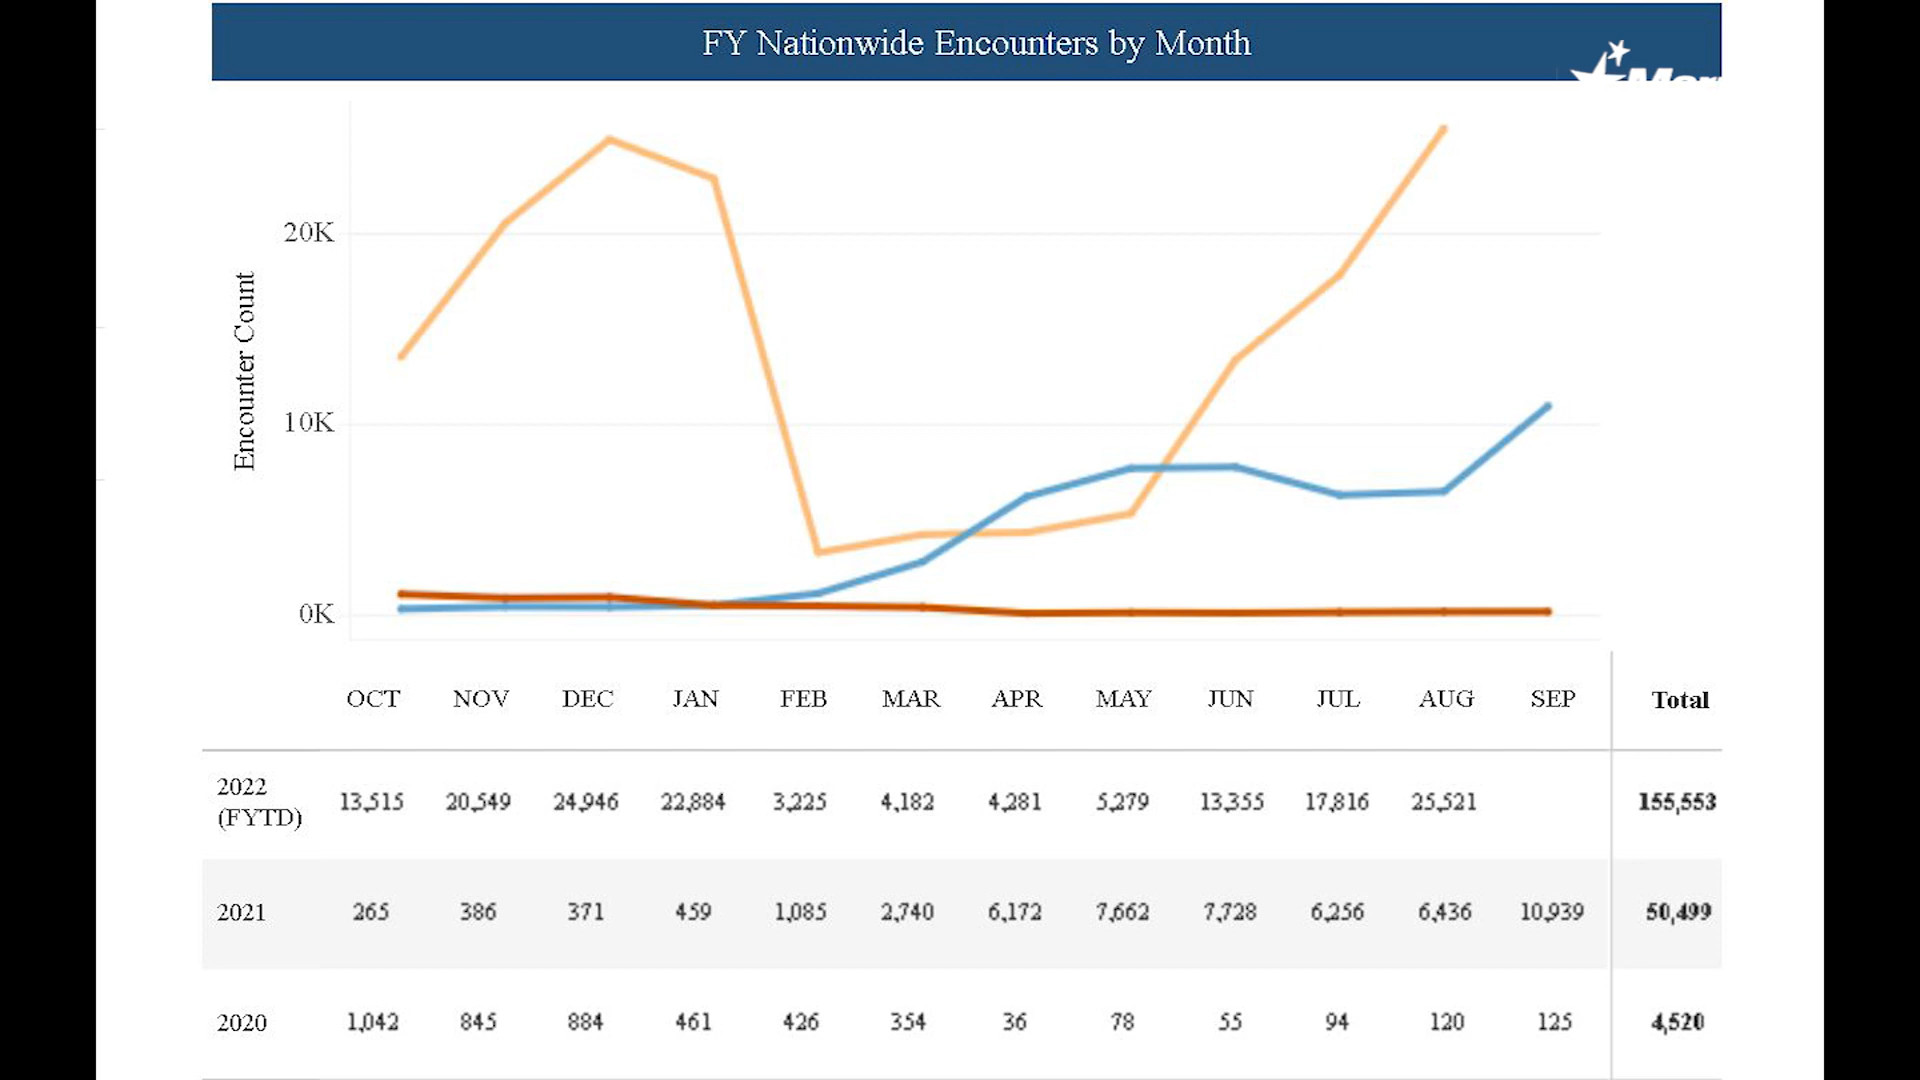 FY Nationwide Encounters by Month
20K
10K
0K
Encounter Count
OCT NOV DEC JAN FEB MAR APR MAY JUN JUL AUG SEP Total
2022
(FYTD) 13,515 20,549 24,946 22,884 3,225 4,182 4,281 5,279 13,355 17,816 25,521 155,553
2021 265 386 371 459 1,085 2,740 6,172 7,662 7,728 6,256 6,436 10,939 50,499
2020 1,042 845 884 461 426 354 36 78 55 94 120 125 4,520